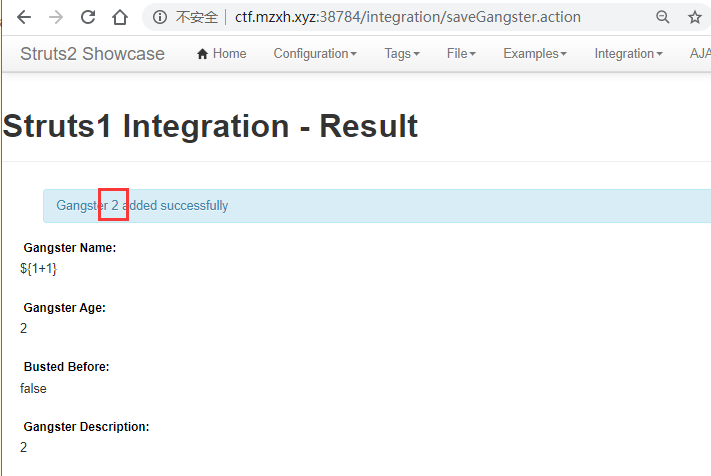 不安全 ctf.mzxh.xyz:38784/integration/saveGangster.action
Struts2 Showcase Home Configuration Tags File Examples Integration AJA
Struts1 Integration - Result
Gangster 2 added successfully
Gangster Name:
${1+1}
Gangster Age:
2
Busted Before:
false
Gangster Description:
2